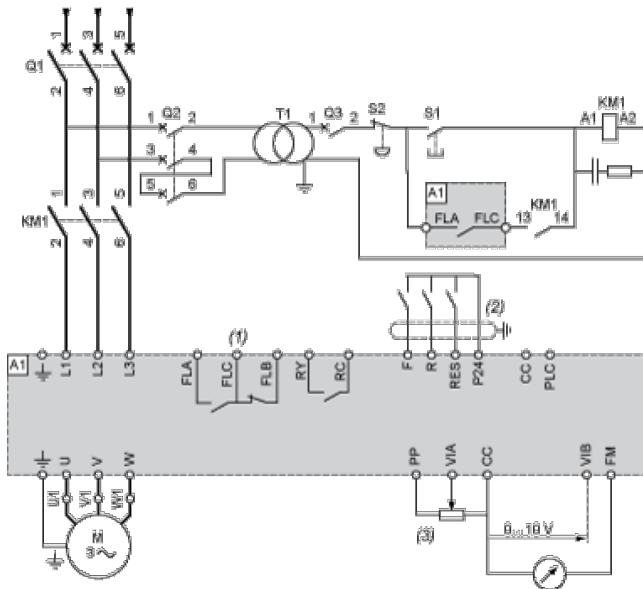 1 3 5
Q1
2 4 6
1 Q2 2
3 4
5 6
T1
1 Q3 2
S2
S1
KM1
A1 A2
A1
FLA FLC
13 KM1 14
1 3 5
KM1
2 4 6
(1)
(2)
A1
L1 L2 L3
FLA FLC FLB RY RC
F R RES P24 CC PLC
U V W
PP VIA CC VIB FM
U1 V1 W1
M
3
(3)